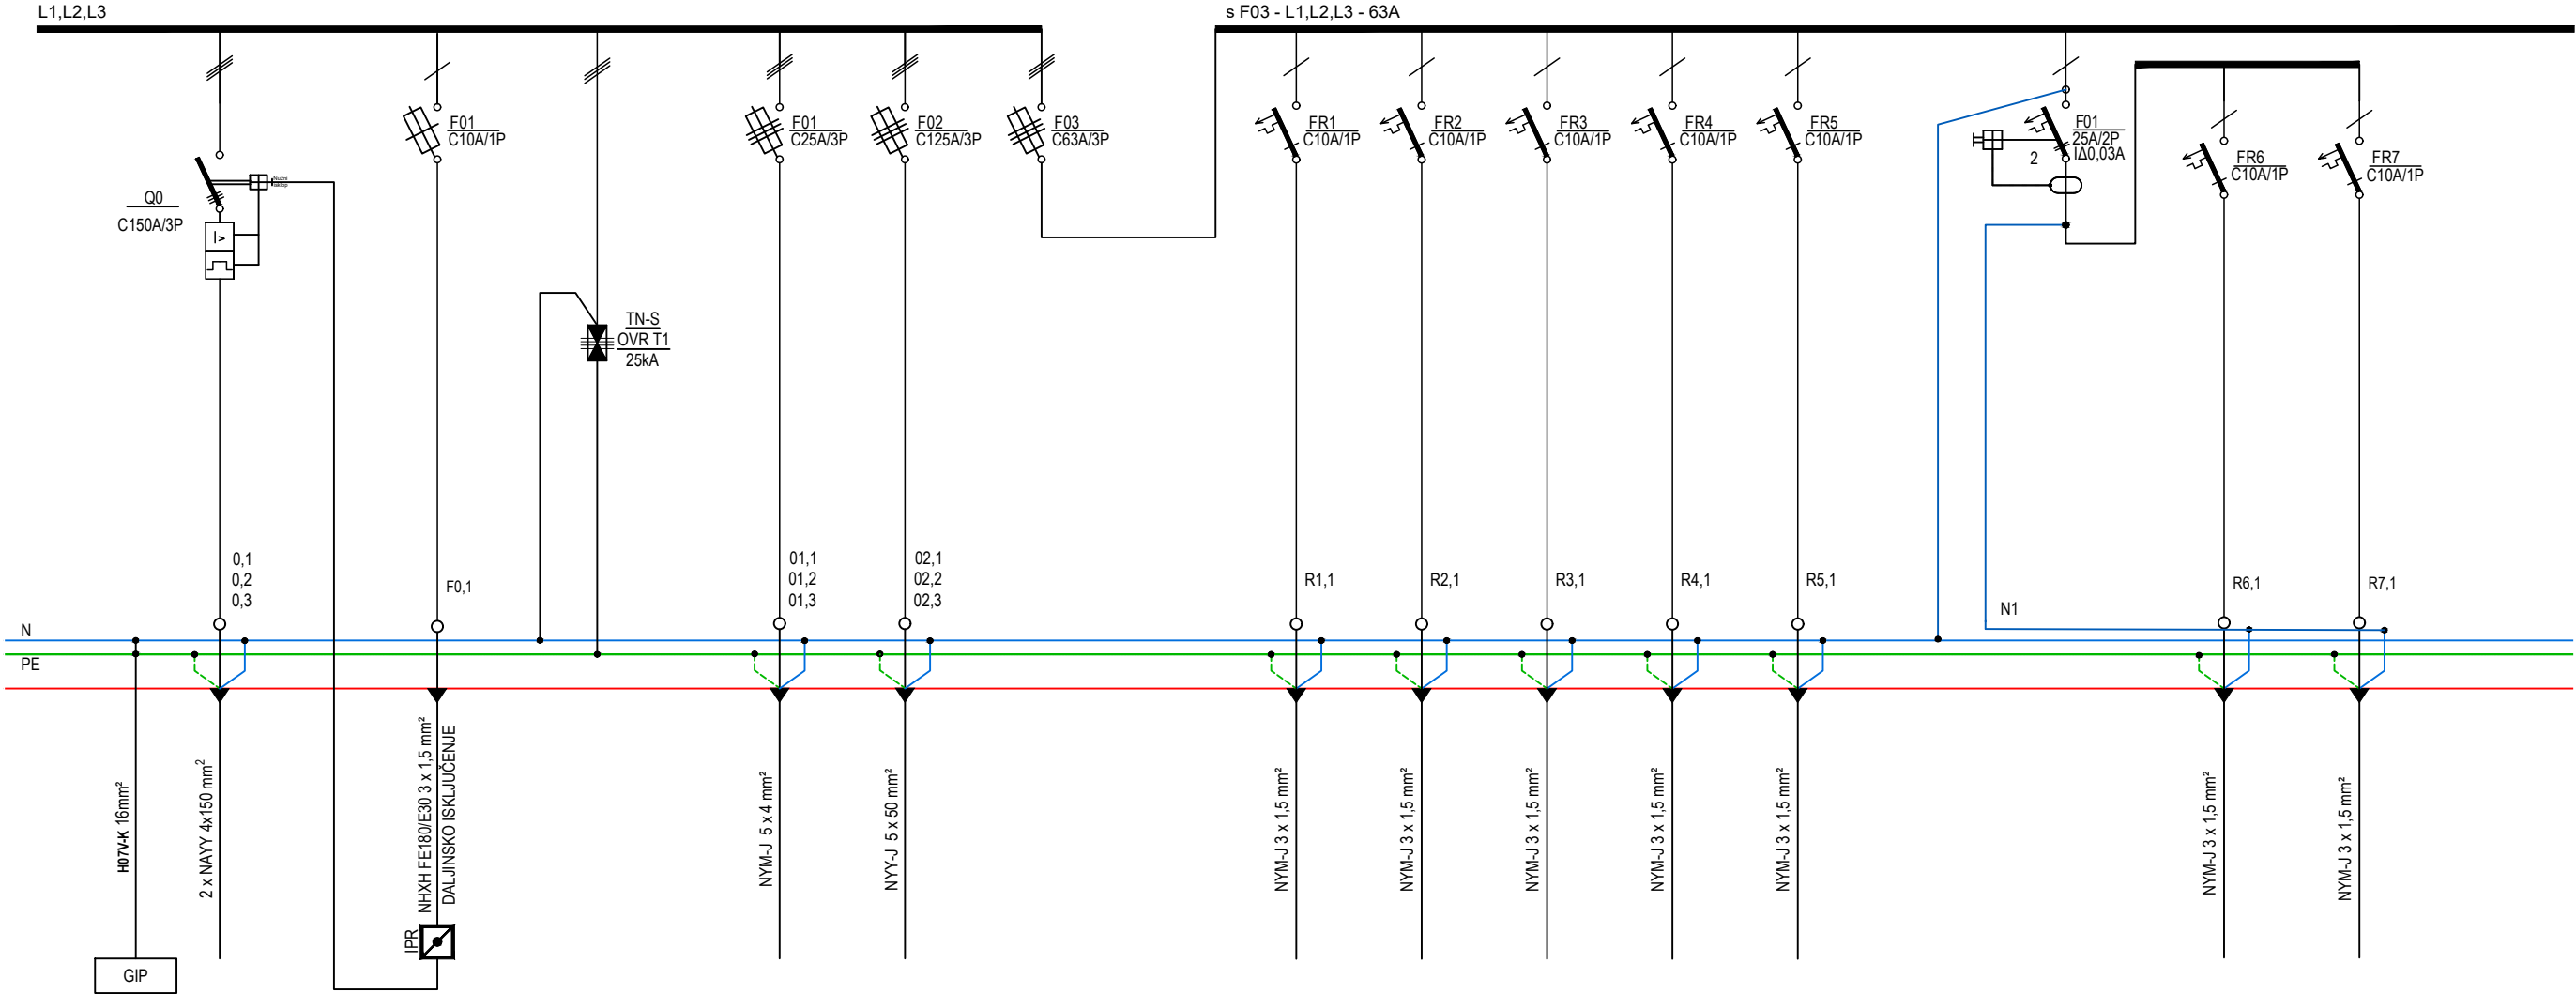 L1,L2,L3
s F03 - L1,L2,L3 - 63A
F01
C10A/1P
F01
C25A/3P
F02
C125A/3P
F03
C63A/3P
FR1
C10A/1P
FR2
C10A/1P
FR3
C10A/1P
FR4
C10A/1P
FR5
C10A/1P
F01
25A/2P
IΔ0,03A
2
FR6
C10A/1P
FR7
C10A/1P
Nužni
isklop
Q0
C150A/3P
I>
TN-S
OVR T1
25kA
0,1
0,2
0,3
F0,1
01,1
01,2
01,3
02,1
02,2
02,3
R1,1
R2,1
R3,1
R4,1
R5,1
N1
R6,1
R7,1
N
PE
H07V-K 16mm²
2 x NAYY 4x150 mm²
NHXH FE180/E30 3 x 1,5 mm²
DALJINSKO ISKLJUČENJE
NYM-J 5 x 4 mm²
NYY-J 5 x 50 mm²
NYM-J 3 x 1,5 mm²
NYM-J 3 x 1,5 mm²
NYM-J 3 x 1,5 mm²
NYM-J 3 x 1,5 mm²
NYM-J 3 x 1,5 mm²
NYM-J 3 x 1,5 mm²
NYM-J 3 x 1,5 mm²
IPR
GIP